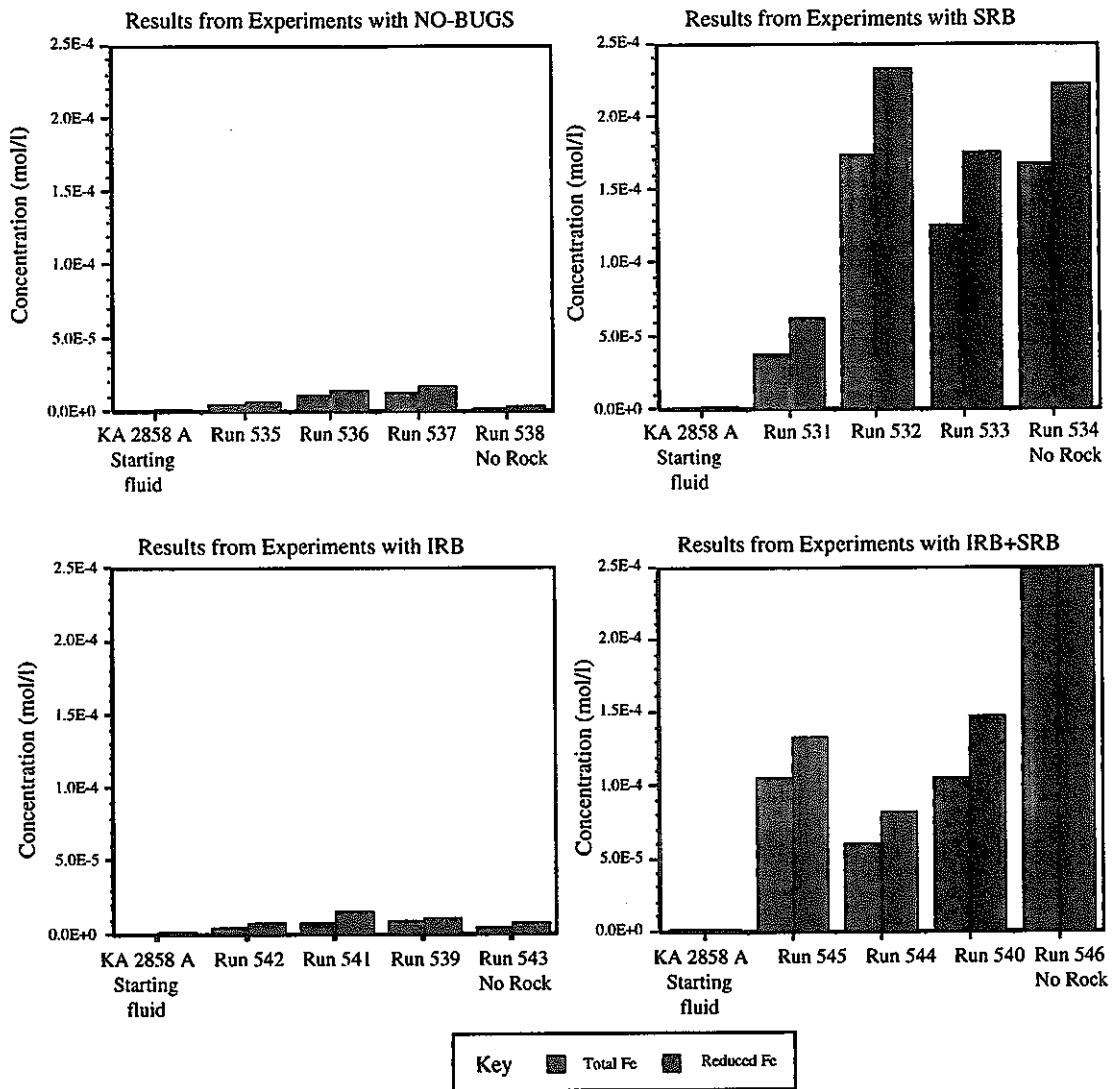 Results from Experiments with NO-BUGS
Concentration (mol/l)
2.5E-4
2.0E-4
1.5E-4
1.0E-4
5.0E-5
0.0E+0
KA 2858 A Run 535 Run 536 Run 537 Run 538
Starting No Rock
fluid
Results from Experiments with SRB
Concentration (mol/l)
2.5E-4
2.0E-4
1.5E-4
1.0E-4
5.0E-5
0.0E+0
KA 2858 A Run 531 Run 532 Run 533 Run 534
Starting No Rock
fluid
Results from Experiments with IRB
Concentration (mol/l)
2.5E-4
2.0E-4
1.5E-4
1.0E-4
5.0E-5
0.0E+0
KA 2858 A Run 542 Run 541 Run 539 Run 543
Starting No Rock
fluid
Results from Experiments with IRB+SRB
Concentration (mol/l)
2.5E-4
2.0E-4
1.5E-4
1.0E-4
5.0E-5
0.0E+0
KA 2858 A Run 545 Run 544 Run 540 Run 546
Starting No Rock
fluid
Key Total Fe Reduced Fe